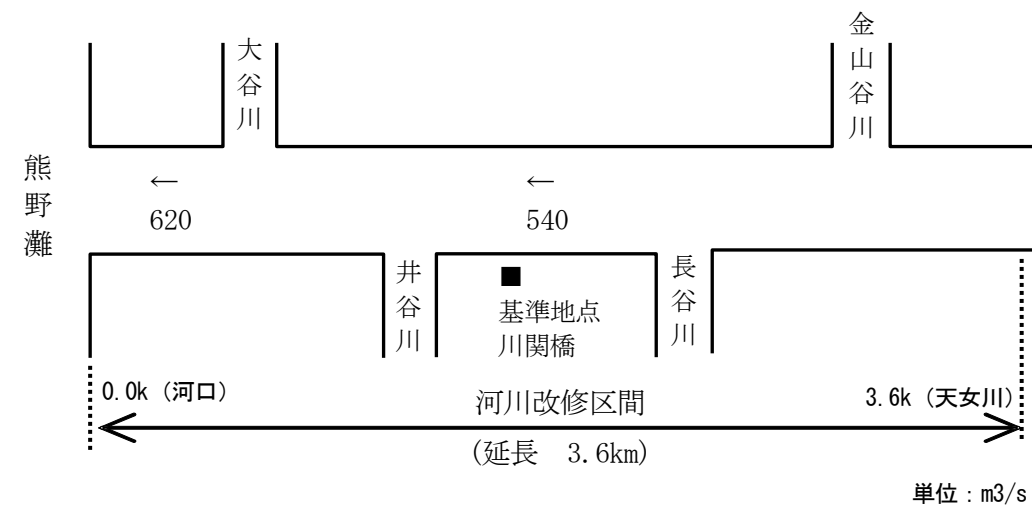 大谷川
金山谷川
熊野灘
←
620
←
540
井谷川
■
基準地点
川関橋
長谷川
0.0k（河口）
河川改修区間
3.6k（天女川）
(延長　3.6km)
単位：m3/s